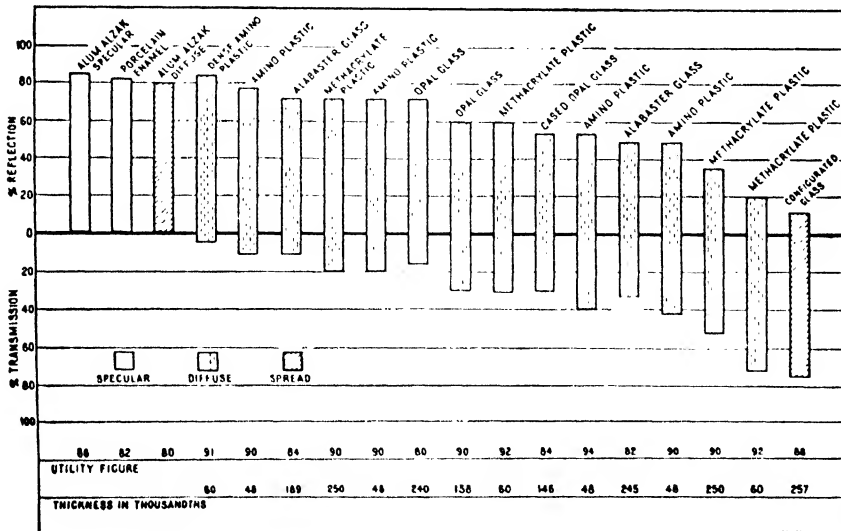 ALUM ALZAK
SPECULAR
PORCELAIN
ENAMEL
ALUM ALZAK
DIFFUSE
DENSE AMINO
PLASTIC
AMINO PLASTIC
ALABASTER GLASS
METHACRYLATE
PLASTIC
AMINO PLASTIC
OPAL GLASS
OPAL GLASS
METHACRYLATE PLASTIC
CASED OPAL GLASS
AMINO PLASTIC
ALABASTER GLASS
AMINO PLASTIC
METHACRYLATE PLASTIC
METHACRYLATE PLASTIC
CONFIGURATED
GLASS
% REFLECTION
100
80
60
40
20
0
% TRANSMISSION
20
40
60
80
100
SPECULAR DIFFUSE SPREAD
88 82 80 91 90 84 90 90 80 90 92 84 94 82 90 90 92 88
UTILITY FIGURE
60 48 189 250 48 240 138 60 146 48 245 48 250 60 257
THICKNESS IN THOUSANDTHS